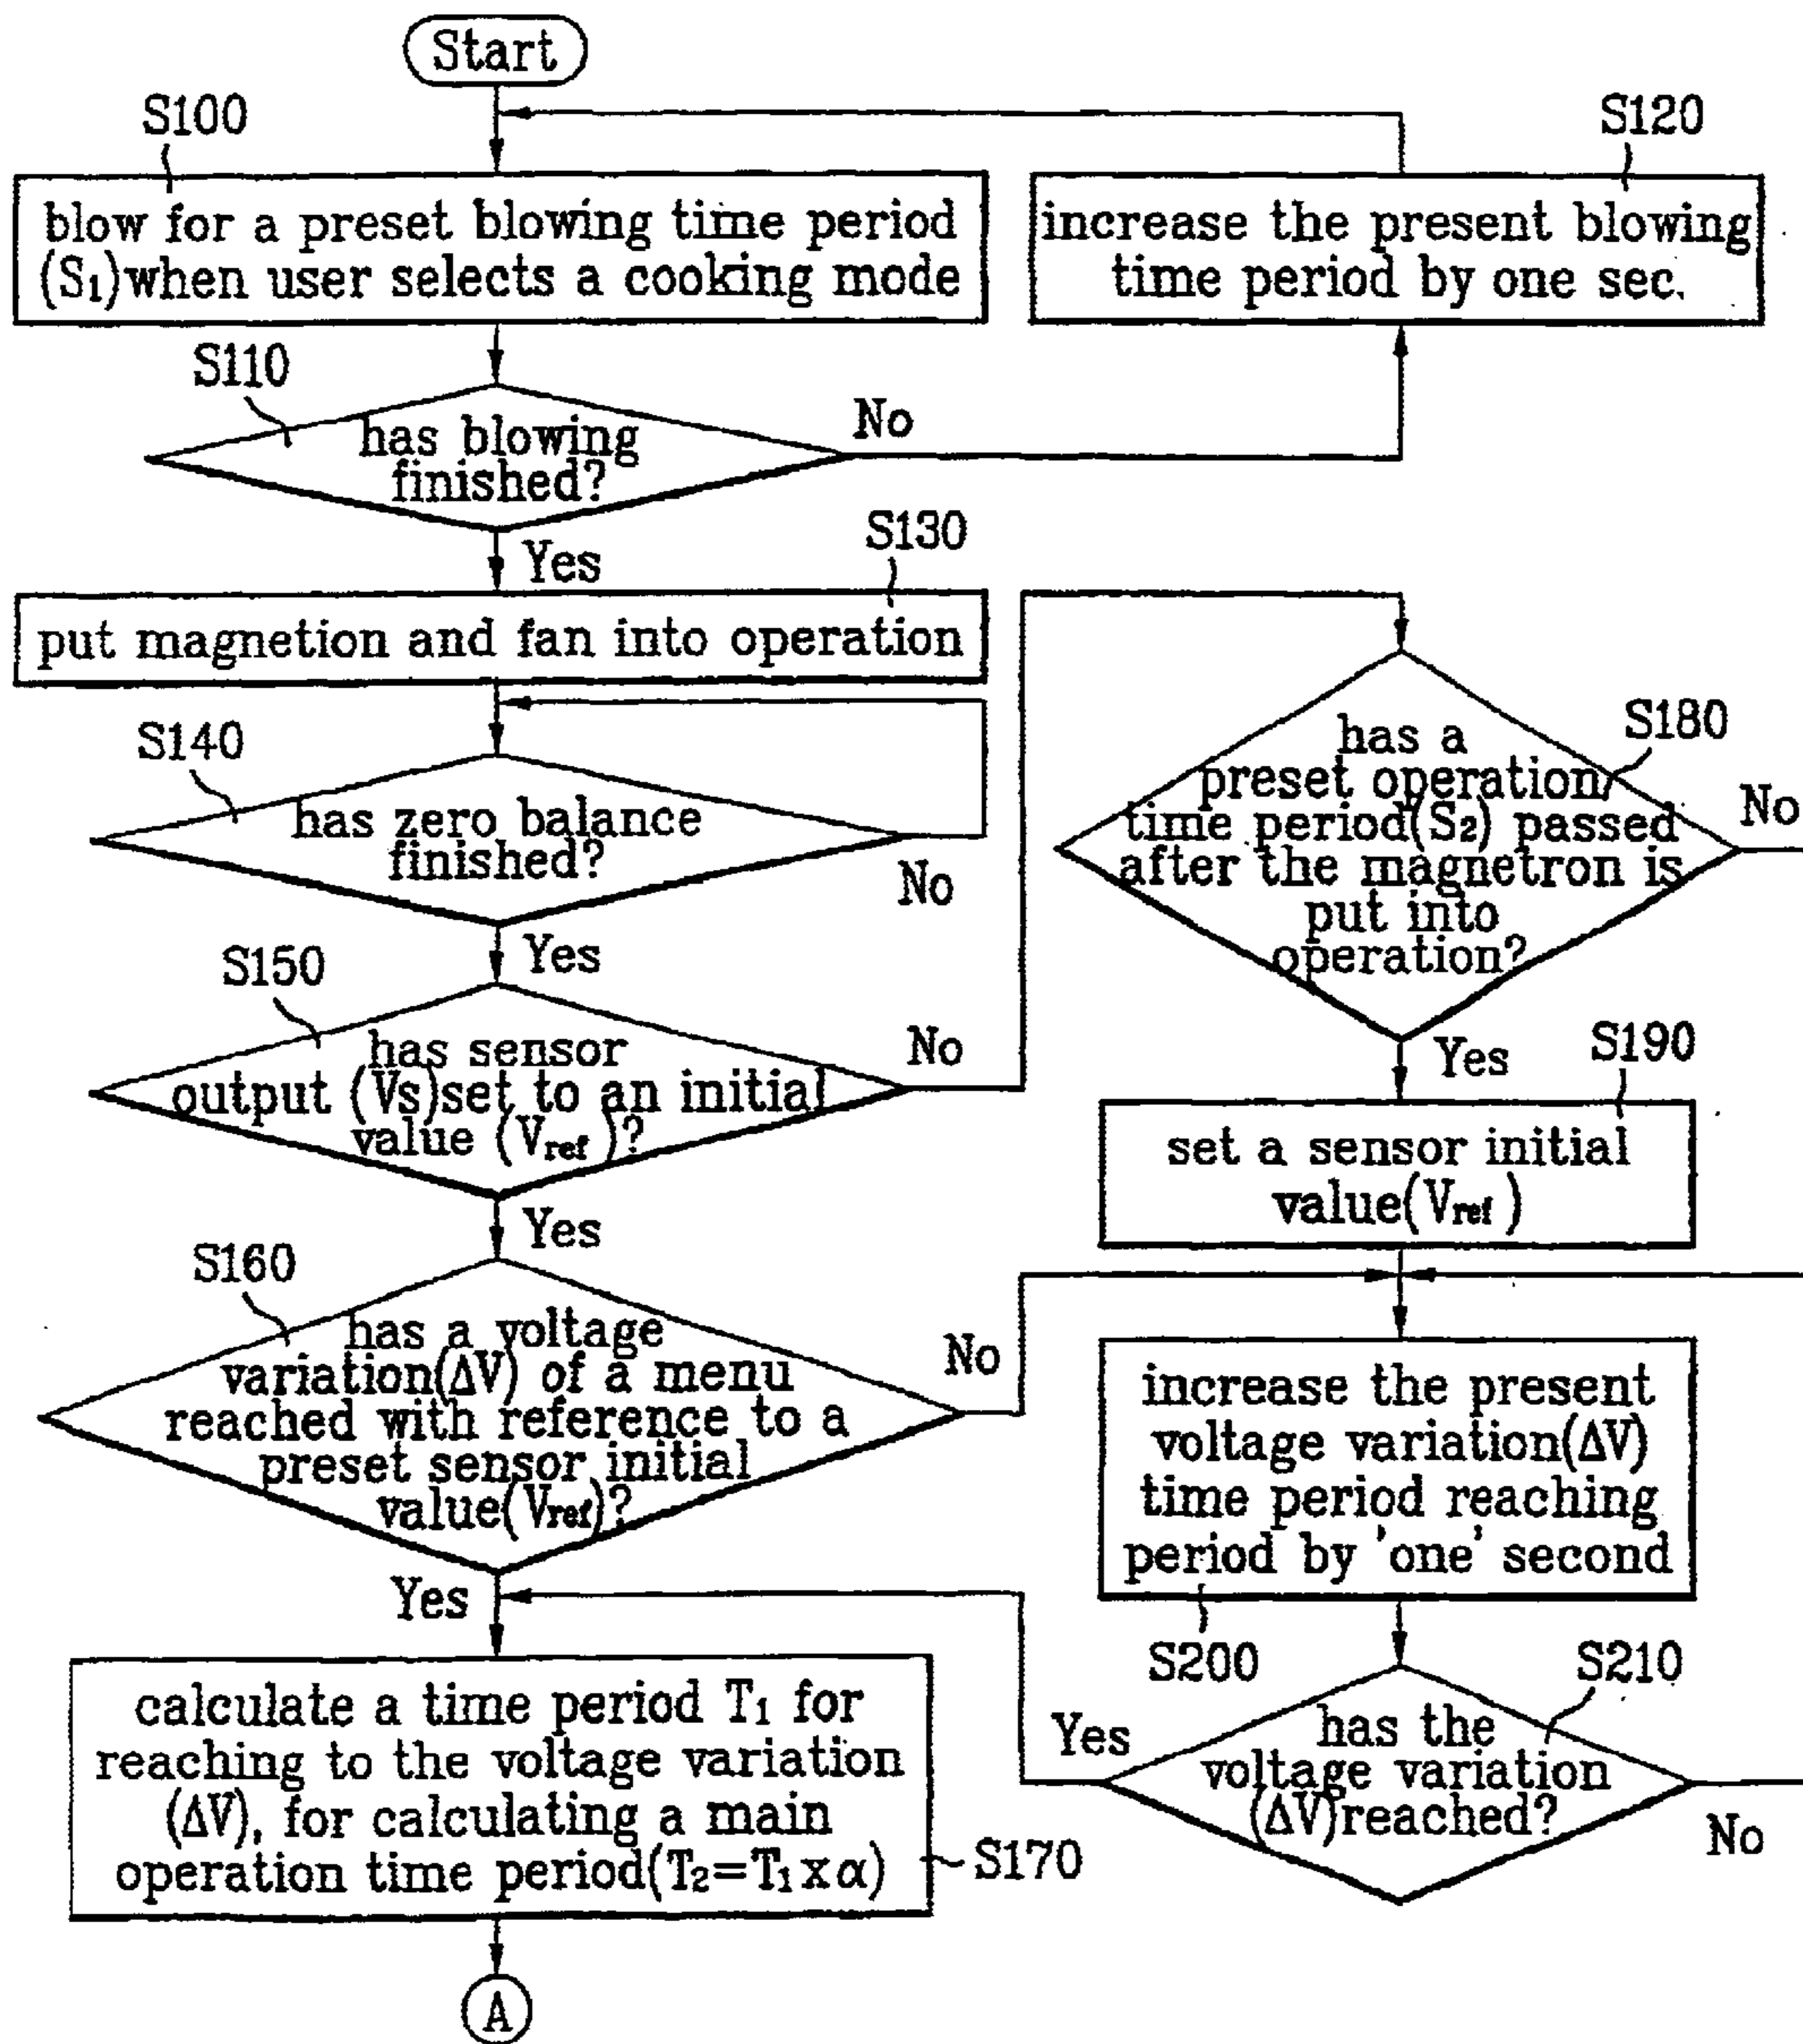 Start
S100
blow for a preset blowing time period
(S₁)when user selects a cooking mode
S120
increase the present blowing
time period by one sec.
S110
has blowing
finished?
No
Yes
S130
put magnetion and fan into operation
S140
has zero balance
finished?
No
Yes
S150
has sensor
output (Vs)set to an initial
value (Vref)?
No
Yes
S180
has a
preset operation
time period(S₂) passed
after the magnetron is
put into
operation?
No
Yes
S190
set a sensor initial
value(Vref)
S160
has a voltage
variation(ΔV) of a menu
reached with reference to a
preset sensor initial
value(Vref)?
No
Yes
increase the present
voltage variation(ΔV)
time period reaching
period by 'one' second
S200
S210
has the
voltage variation
(ΔV)reached?
Yes
No
calculate a time period T₁ for
reaching to the voltage variation
(ΔV), for calculating a main
operation time period(T₂=T₁xα)
S170
A